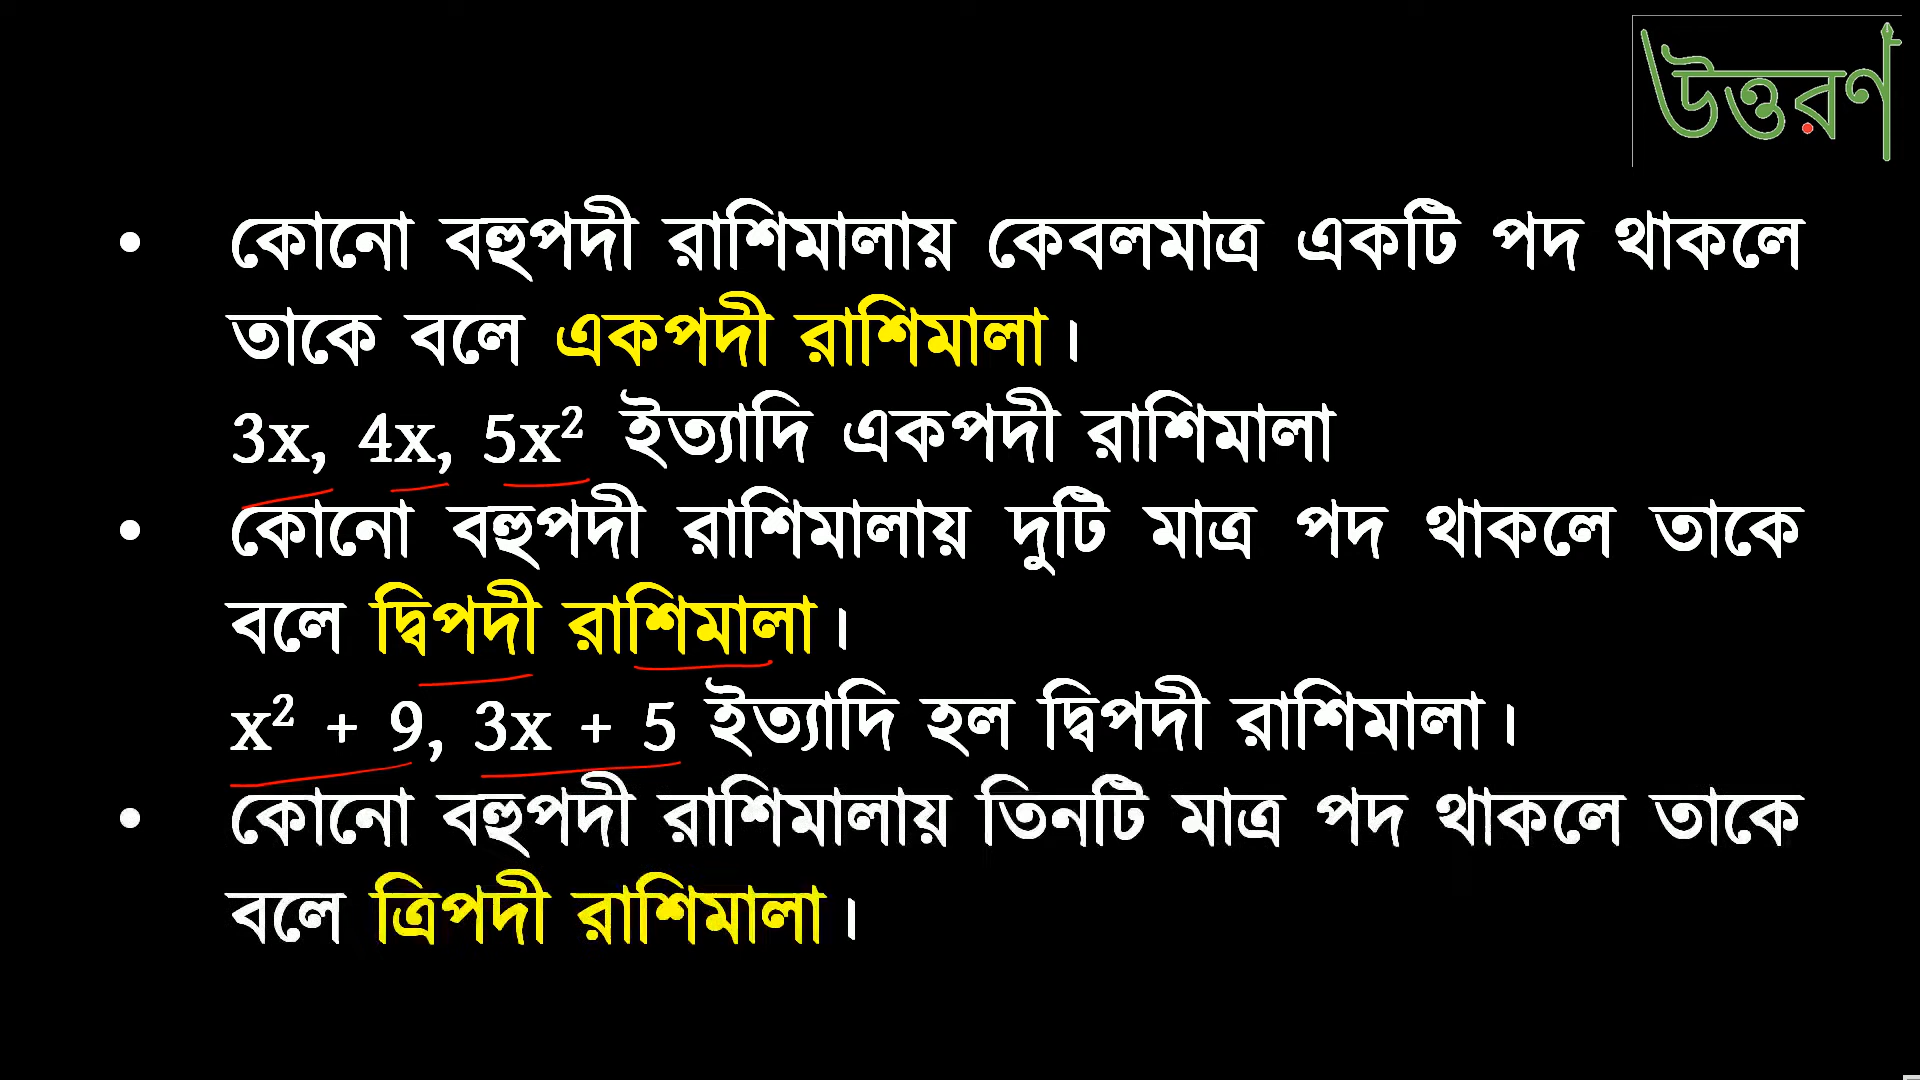 উত্তরণ
• কোনো বহুপদী রাশিমালায় কেবলমাত্র একটি পদ থাকলে
তাকে বলে একপদী রাশিমালা।
3x, 4x, 5x² ইত্যাদি একপদী রাশিমালা
• কোনো বহুপদী রাশিমালায় দুটি মাত্র পদ থাকলে তাকে
বলে দ্বিপদী রাশিমালা।
x² + 9, 3x + 5 ইত্যাদি হল দ্বিপদী রাশিমালা।
• কোনো বহুপদী রাশিমালায় তিনটি মাত্র পদ থাকলে তাকে
বলে ত্রিপদী রাশিমালা।